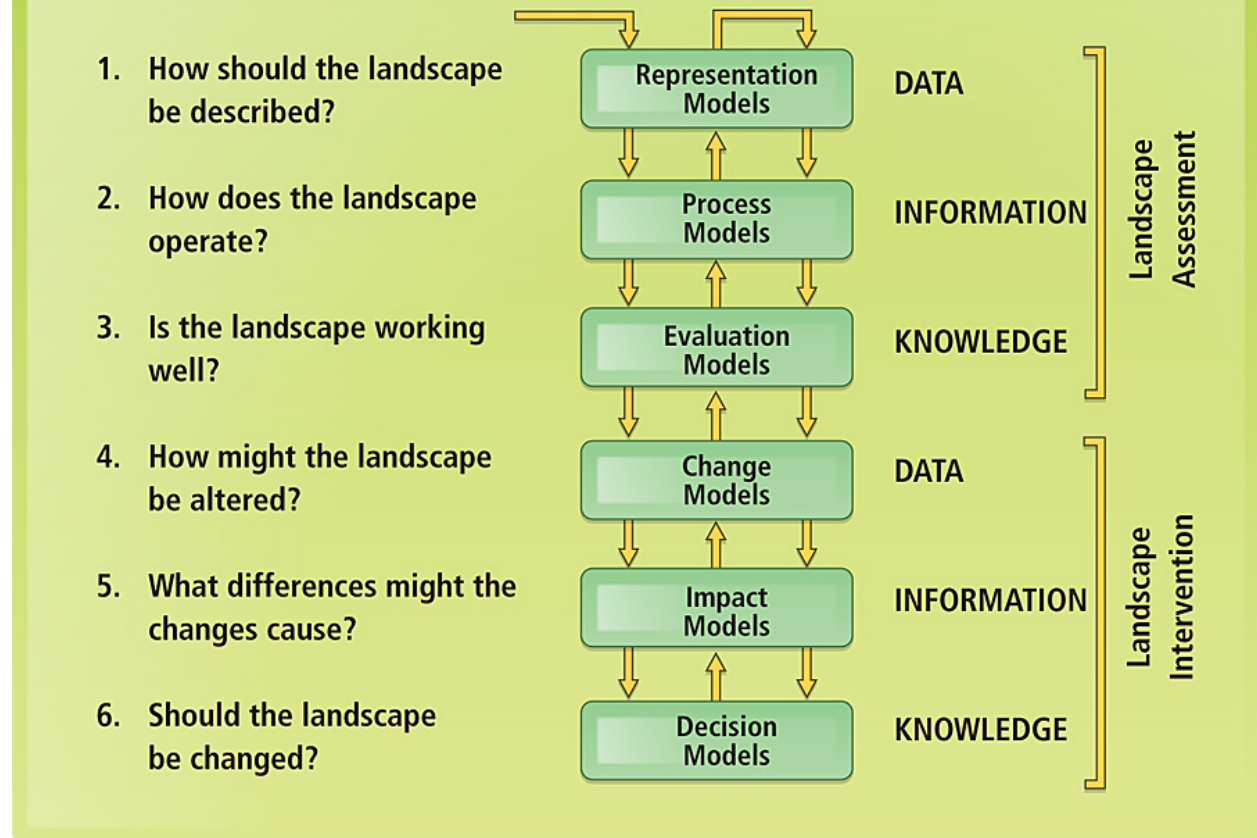 1. How should the landscape
be described?
Representation
Models
DATA
2. How does the landscape
operate?
Process
Models
INFORMATION
3. Is the landscape working
well?
Evaluation
Models
KNOWLEDGE
Landscape
Assessment
4. How might the landscape
be altered?
Change
Models
DATA
5. What differences might the
changes cause?
Impact
Models
INFORMATION
6. Should the landscape
be changed?
Decision
Models
KNOWLEDGE
Landscape
Intervention